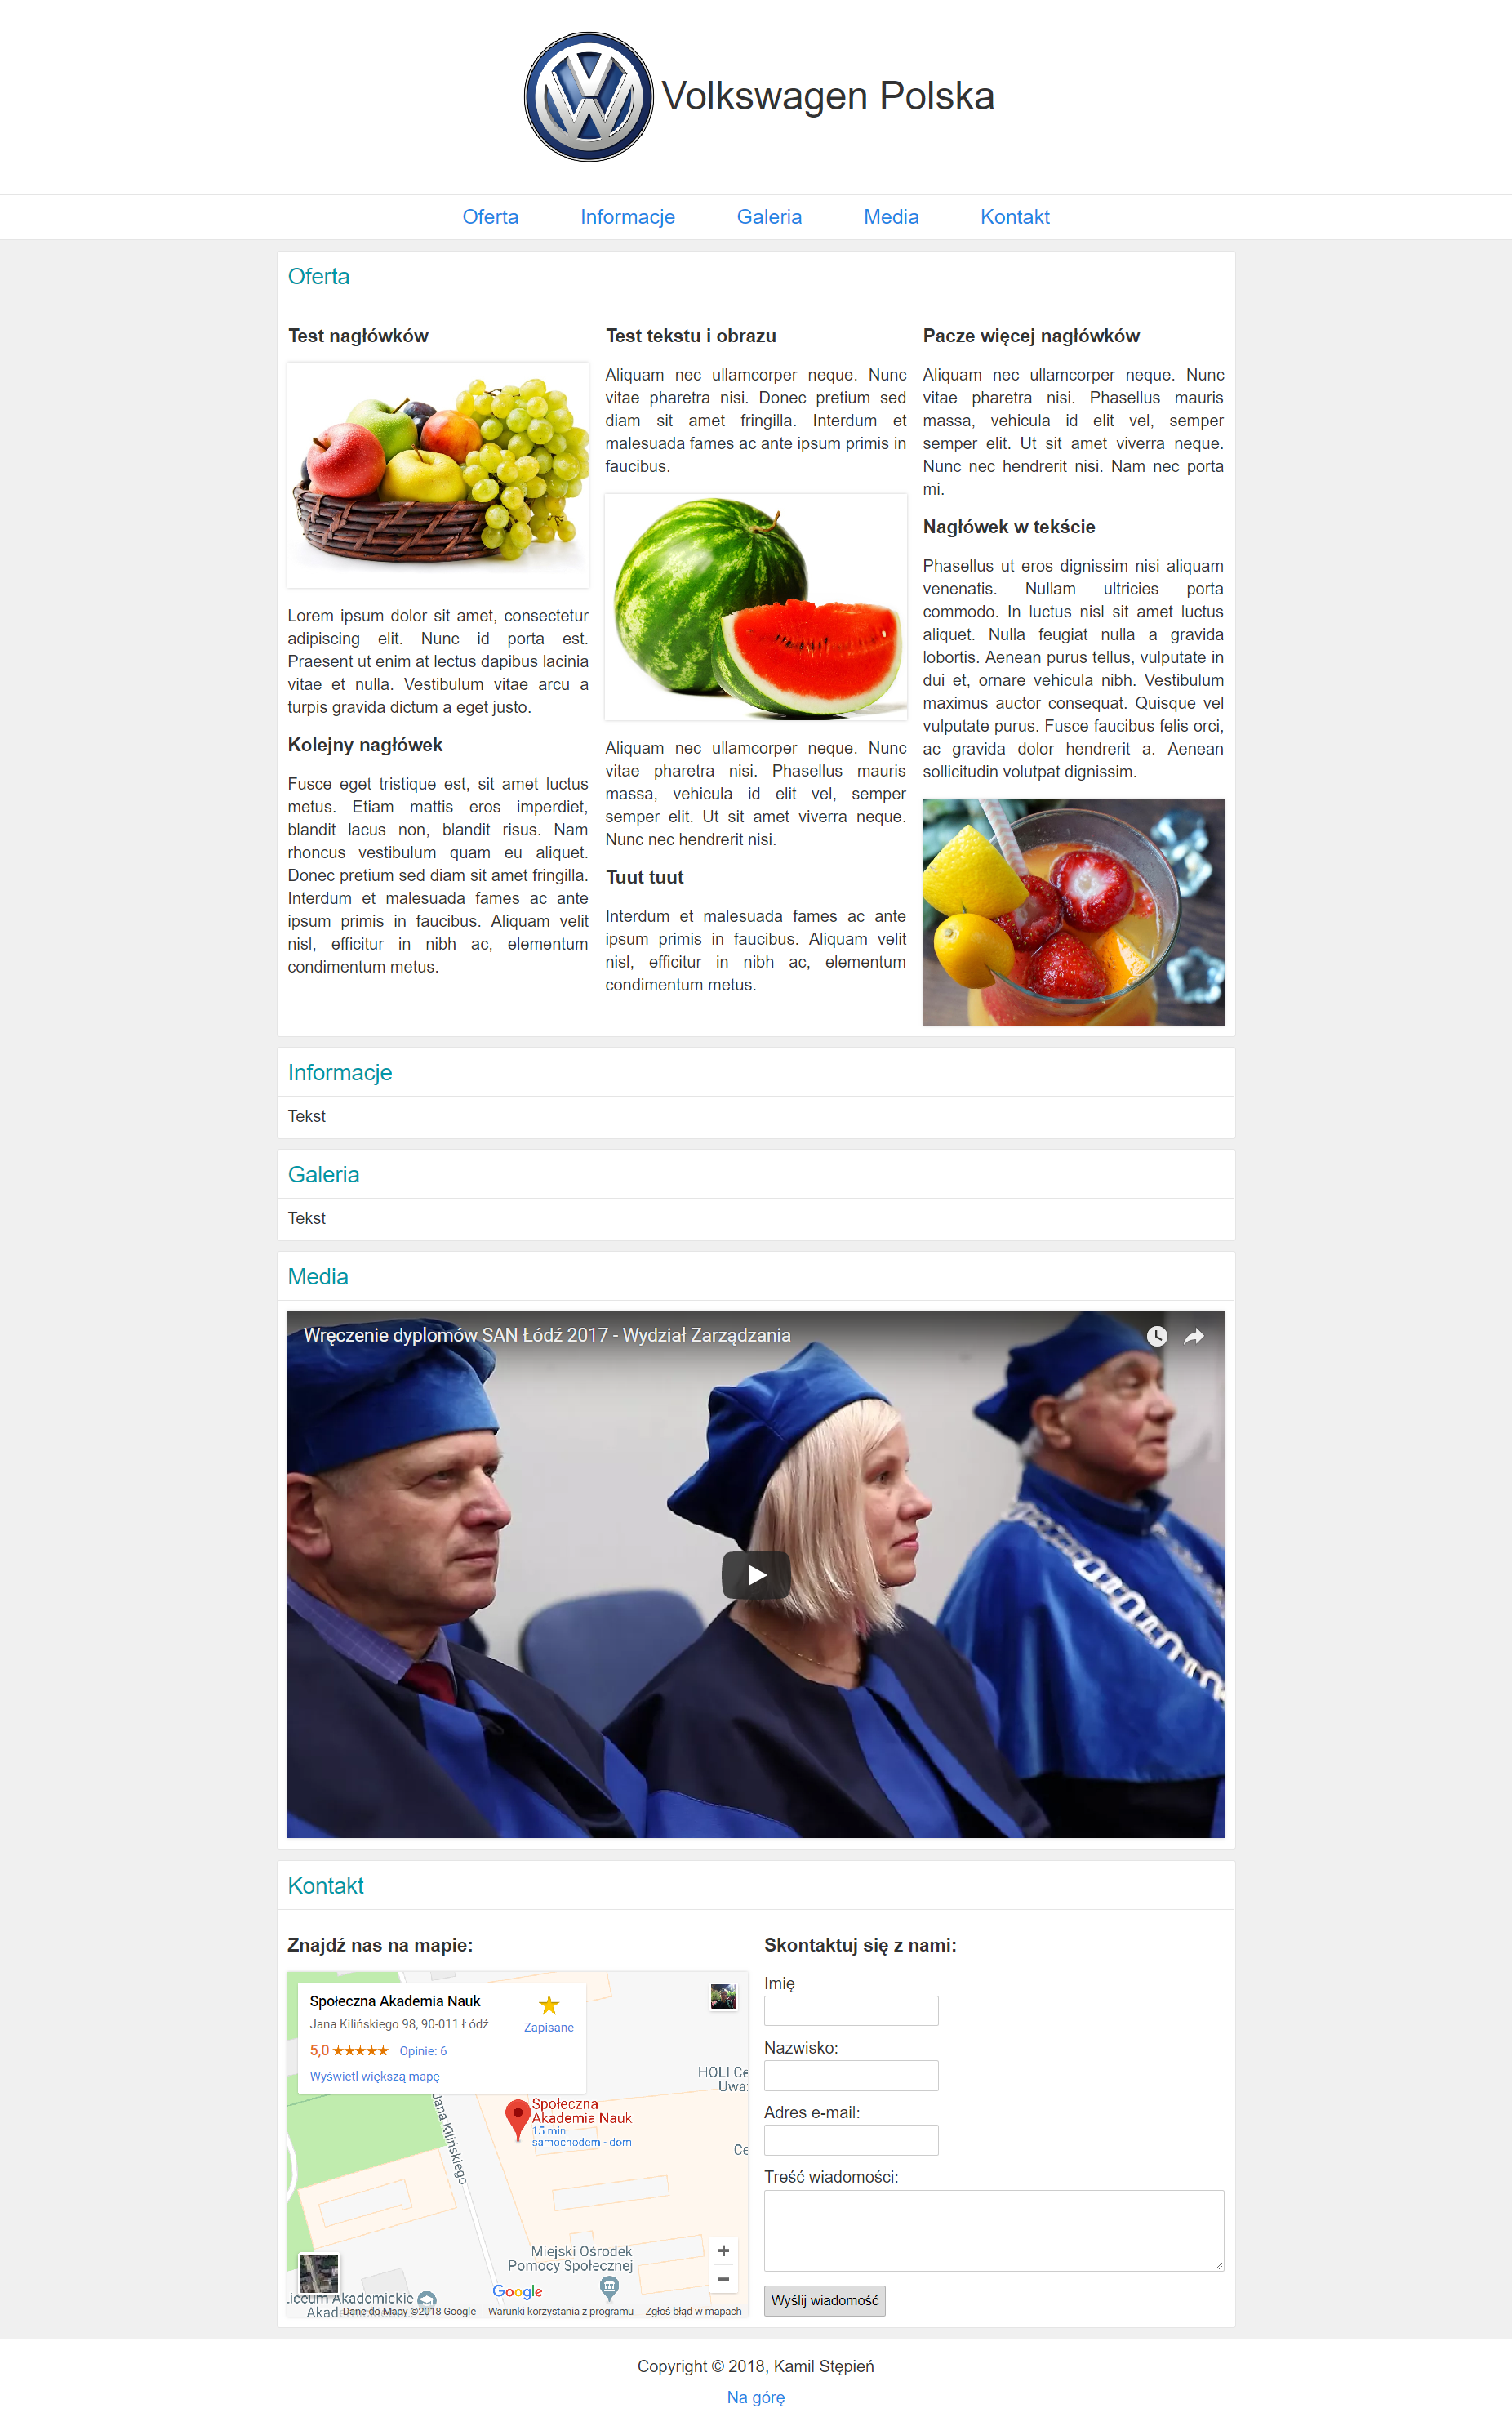 Volkswagen Polska
Oferta
Informacje
Galeria
Media
Kontakt
Oferta
Test nagłówków
Lorem ipsum dolor sit amet, consectetur
adipiscing elit. Nunc id porta est.
Praesent ut enim at lectus dapibus lacinia
vitae et nulla. Vestibulum vitae arcu a
turpis gravida dictum a eget justo.
Kolejny nagłówek
Fusce eget tristique est, sit amet luctus
metus. Etiam mattis eros imperdiet,
blandit lacus non, blandit risus. Nam
rhoncus vestibulum quam eu aliquet.
Donec pretium sed diam sit amet fringilla.
Interdum et malesuada fames ac ante
ipsum primis in faucibus. Aliquam velit
nisl, efficitur in nibh ac, elementum
condimentum metus.
Test tekstu i obrazu
Aliquam nec ullamcorper neque. Nunc
vitae pharetra nisi. Donec pretium sed
diam sit amet fringilla. Interdum et
malesuada fames ac ante ipsum primis in
faucibus.
Aliquam nec ullamcorper neque. Nunc
vitae pharetra nisi. Phasellus mauris
massa, vehicula id elit vel, semper
semper elit. Ut sit amet viverra neque.
Nunc nec hendrerit nisi.
Tuut tuut
Interdum et malesuada fames ac ante
ipsum primis in faucibus. Aliquam velit
nisl, efficitur in nibh ac, elementum
condimentum metus.
Pacze więcej nagłówków
Aliquam nec ullamcorper neque. Nunc
vitae pharetra nisi. Phasellus mauris
massa, vehicula id elit vel, semper
semper elit. Ut sit amet viverra neque.
Nunc nec hendrerit nisi. Nam nec porta
mi.
Nagłówek w tekście
Phasellus ut eros dignissim nisi aliquam
venenatis. Nullam ultricies porta
commodo. In luctus nisl sit amet luctus
aliquet. Nulla feugiat nulla a gravida
lobortis. Aenean purus tellus, vulputate in
dui et, ornare vehicula nibh. Vestibulum
maximus auctor consequat. Quisque vel
vulputate purus. Fusce faucibus felis orci,
ac gravida dolor hendrerit a. Aenean
sollicitudin volutpat dignissim.
Informacje
Tekst
Galeria
Tekst
Media
Wręczenie dyplomów SAN Łódź 2017 - Wydział Zarządzania
Kontakt
Znajdź nas na mapie:
Społeczna Akademia Nauk
Jana Kilińskiego 98, 90-011 Łódź
Zapisane
5,0 ★★★★★ Opinie: 6
Wyświetl większą mapę
HOLI Ce
Uwa
Społeczna
Akademia Nauk
15 min
samochodem - dom
Ce
Jana Kilińskiego
Miejski Ośrodek
Pomocy Społecznej
Google
iceum Akademickie
Akad
Dane do Mapy ©2018 Google
Warunki korzystania z programu
Zgłoś błąd w mapach
Skontaktuj się z nami:
Imię
Nazwisko:
Adres e-mail:
Treść wiadomości:
Wyślij wiadomość
Copyright © 2018, Kamil Stępień
Na górę